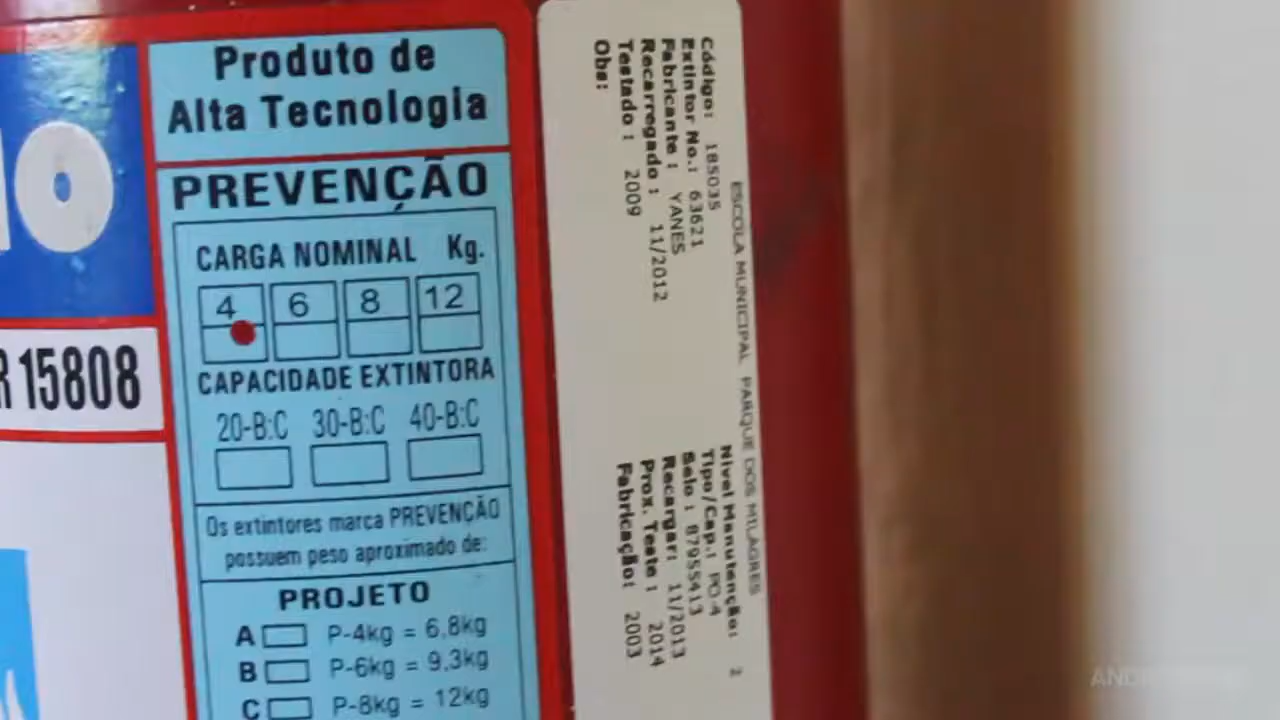 Produto de
Alta Tecnologia
PREVENÇÃO
CARGA NOMINAL Kg.
4 6 8 12
CAPACIDADE EXTINTORA
20-B:C 30-B:C 40-B:C
Os extintores marca PREVENÇÃO
possuem peso aproximado de:
PROJETO
A P-4kg = 6,8kg
B P-6kg = 9,3kg
C P-8kg = 12kg
15808
ESCOLA MUNICIPAL PARQUE DOS MILAGRES
Código: 185035 Nivel Manutenção: 2
Extintor No.: 63621 Tipo/Cap.: PO-4
Fabricante: YANES Selo: 87955413
Recarregado: 11/2012 Recargar: 11/2013
Testado: 2009 Prox. Teste: 2014
Obs: Fabricação: 2003